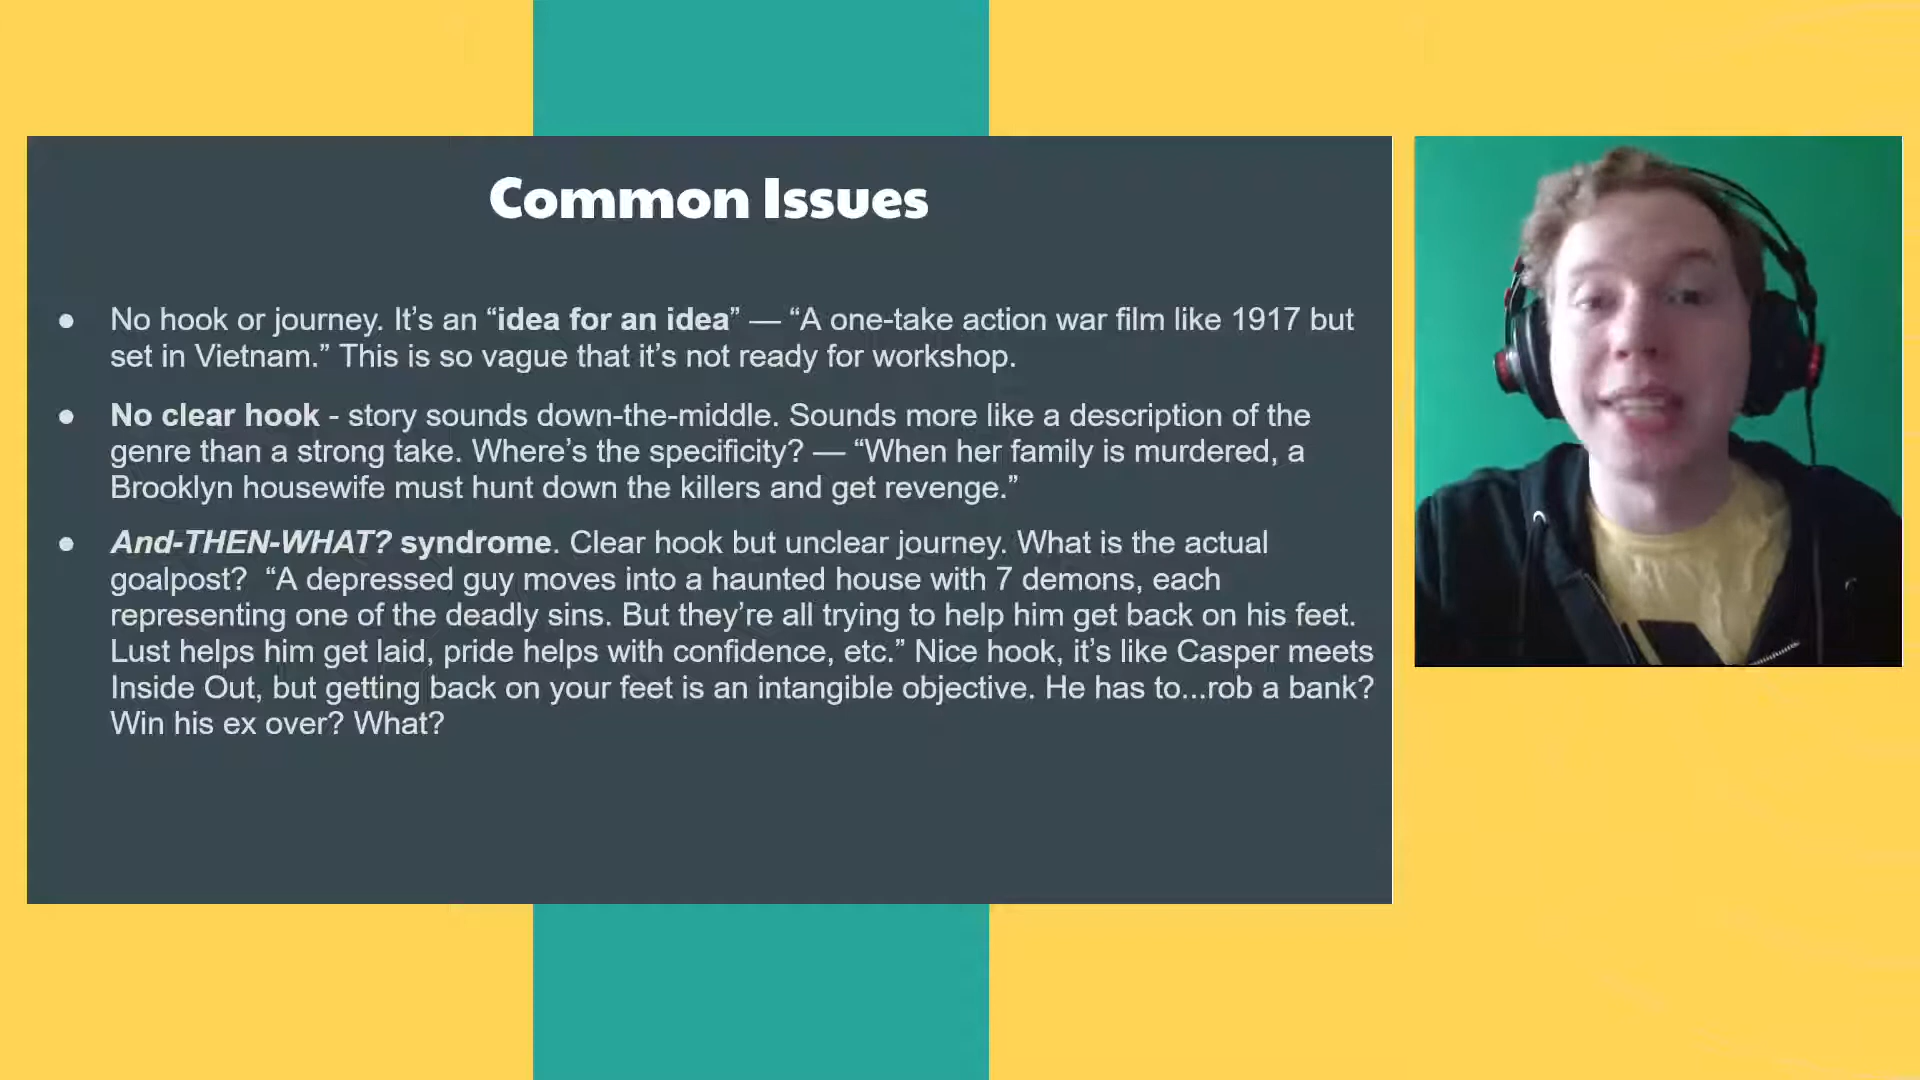 Common Issues
● No hook or journey. It’s an “idea for an idea” — “A one-take action war film like 1917 but
set in Vietnam.” This is so vague that it’s not ready for workshop.
● No clear hook - story sounds down-the-middle. Sounds more like a description of the
genre than a strong take. Where’s the specificity? — “When her family is murdered, a
Brooklyn housewife must hunt down the killers and get revenge.”
● And-THEN-WHAT? syndrome. Clear hook but unclear journey. What is the actual
goalpost?  “A depressed guy moves into a haunted house with 7 demons, each
representing one of the deadly sins. But they’re all trying to help him get back on his feet.
Lust helps him get laid, pride helps with confidence, etc.” Nice hook, it’s like Casper meets
Inside Out, but getting back on your feet is an intangible objective. He has to...rob a bank?
Win his ex over? What?